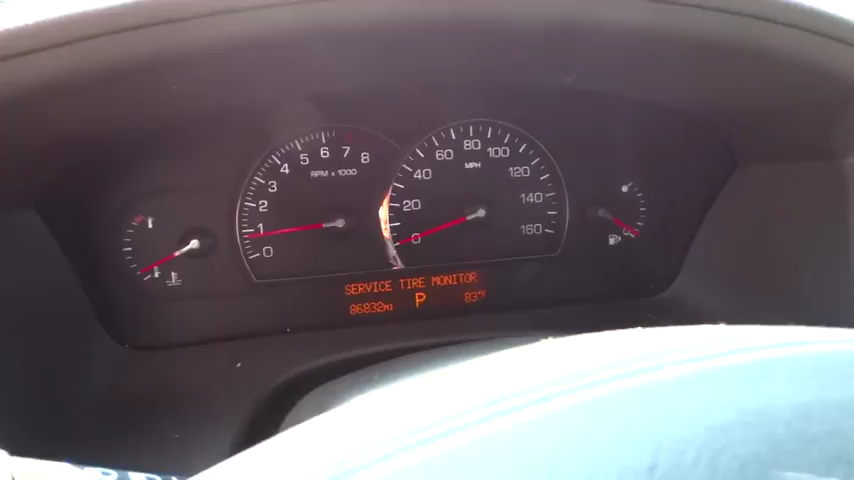 0 1 2 3 4 5 6 7 8
RPM x 1000
0 20 40 60 80 100 120 140 160
MPH
SERVICE TIRE MONITOR
86832MI P 83°F